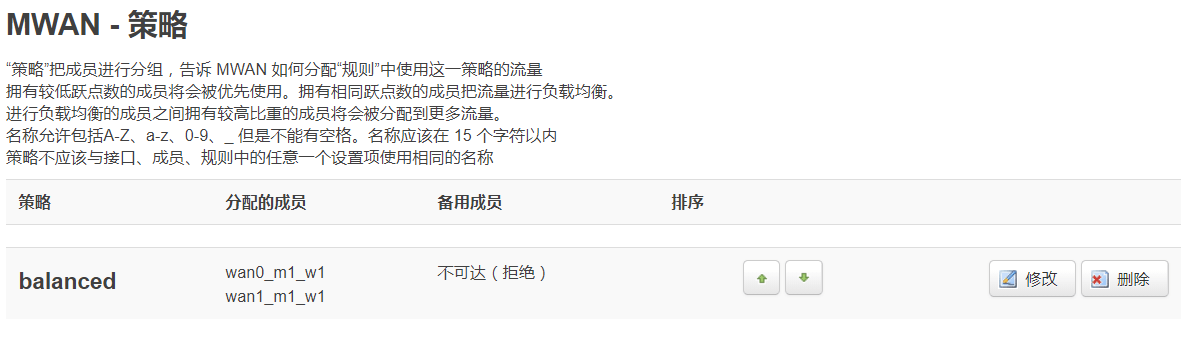 MWAN - 策略
“策略”把成员进行分组，告诉 MWAN 如何分配“规则”中使用这一策略的流量
拥有较低跃点数的成员将会被优先使用。拥有相同跃点数的成员把流量进行负载均衡。
进行负载均衡的成员之间拥有较高比重的成员将会被分配到更多流量。
名称允许包括A-Z、a-z、0-9、_ 但是不能有空格。名称应该在 15 个字符以内
策略不应该与接口、成员、规则中的任意一个设置项使用相同的名称
策略 分配的成员 备用成员 排序
balanced wan0_m1_w1 不可达（拒绝） 修改 删除
wan1_m1_w1